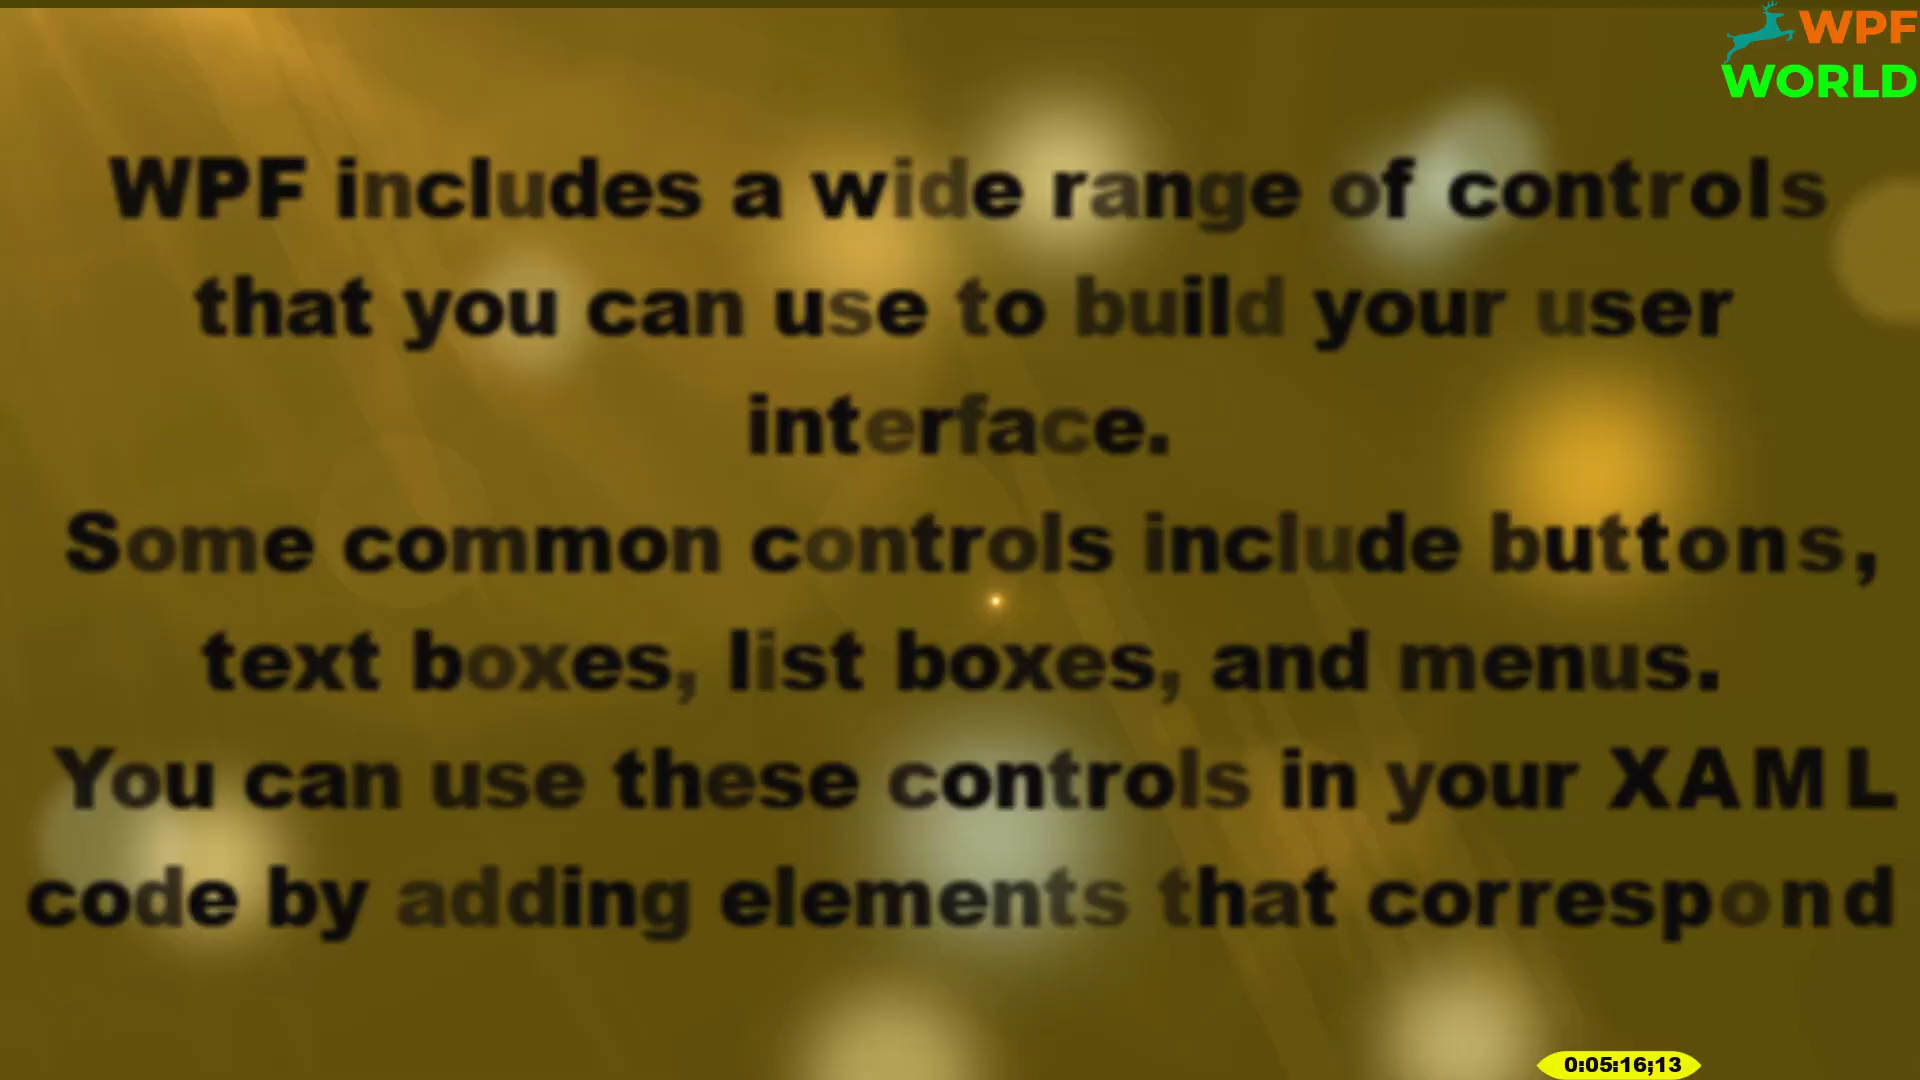 WPF
WORLD
WPF includes a wide range of controls
that you can use to build your user
interface.
Some common controls include buttons,
text boxes, list boxes, and menus.
You can use these controls in your XAML
code by adding elements that correspond
0:05:16;13